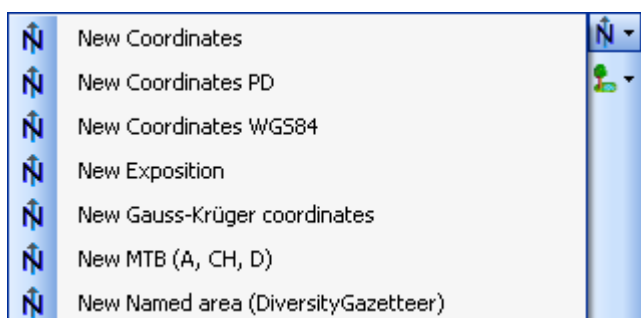 New Coordinates
New Coordinates PD
New Coordinates WGS84
New Exposition
New Gauss-Krüger coordinates
New MTB (A, CH, D)
New Named area (DiversityGazetteer)